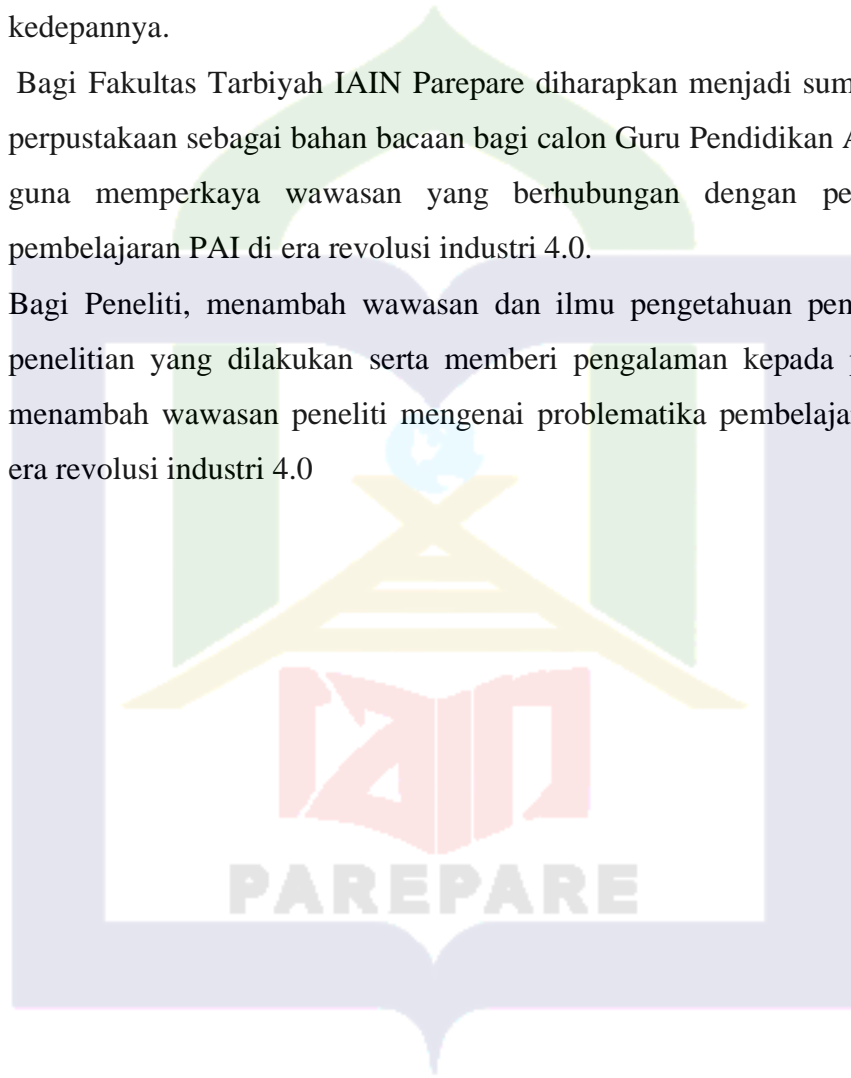 kedepannya.
Bagi Fakultas Tarbiyah IAIN Parepare diharapkan menjadi sum
perpustakaan sebagai bahan bacaan bagi calon Guru Pendidikan A
guna memperkaya wawasan yang berhubungan dengan pe
pembelajaran PAI di era revolusi industri 4.0.
Bagi Peneliti, menambah wawasan dan ilmu pengetahuan pen
penelitian yang dilakukan serta memberi pengalaman kepada p
menambah wawasan peneliti mengenai problematika pembelaja
era revolusi industri 4.0
IAIN
PAREPARE